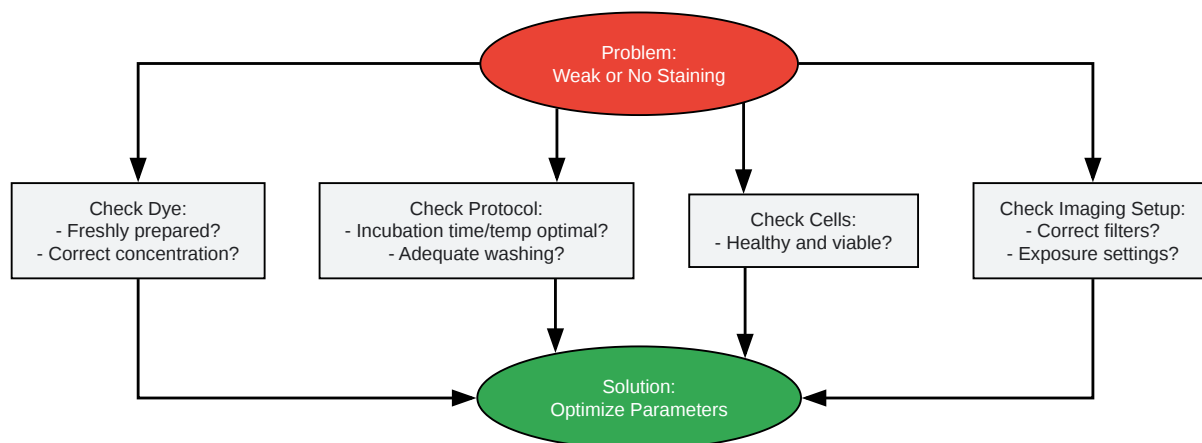 Problem:
Weak or No Staining
Check Dye:
- Freshly prepared?
- Correct concentration?
Check Protocol:
- Incubation time/temp optimal?
- Adequate washing?
Check Cells:
- Healthy and viable?
Check Imaging Setup:
- Correct filters?
- Exposure settings?
Solution:
Optimize Parameters